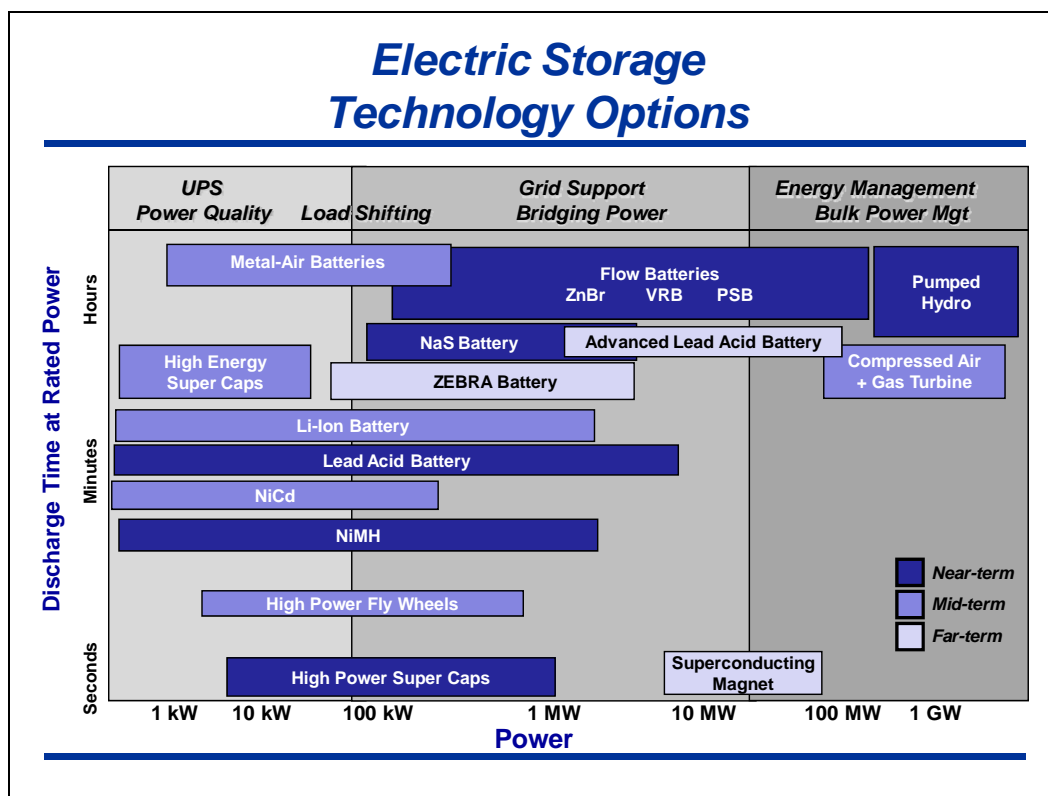 Electric Storage
Technology Options
UPS
Power Quality
Load-Shifting
Grid Support
Bridging Power
Energy Management
Bulk Power Mgt
Discharge Time at Rated Power
Hours
Minutes
Seconds
Metal-Air Batteries
Flow Batteries
ZnBr VRB PSB
Pumped
Hydro
NaS Battery
Advanced Lead Acid Battery
High Energy
Super Caps
ZEBRA Battery
Compressed Air
+ Gas Turbine
Li-Ion Battery
Lead Acid Battery
NiCd
NiMH
High Power Fly Wheels
High Power Super Caps
Superconducting
Magnet
Near-term
Mid-term
Far-term
1 kW 10 kW 100 kW 1 MW 10 MW 100 MW 1 GW
Power